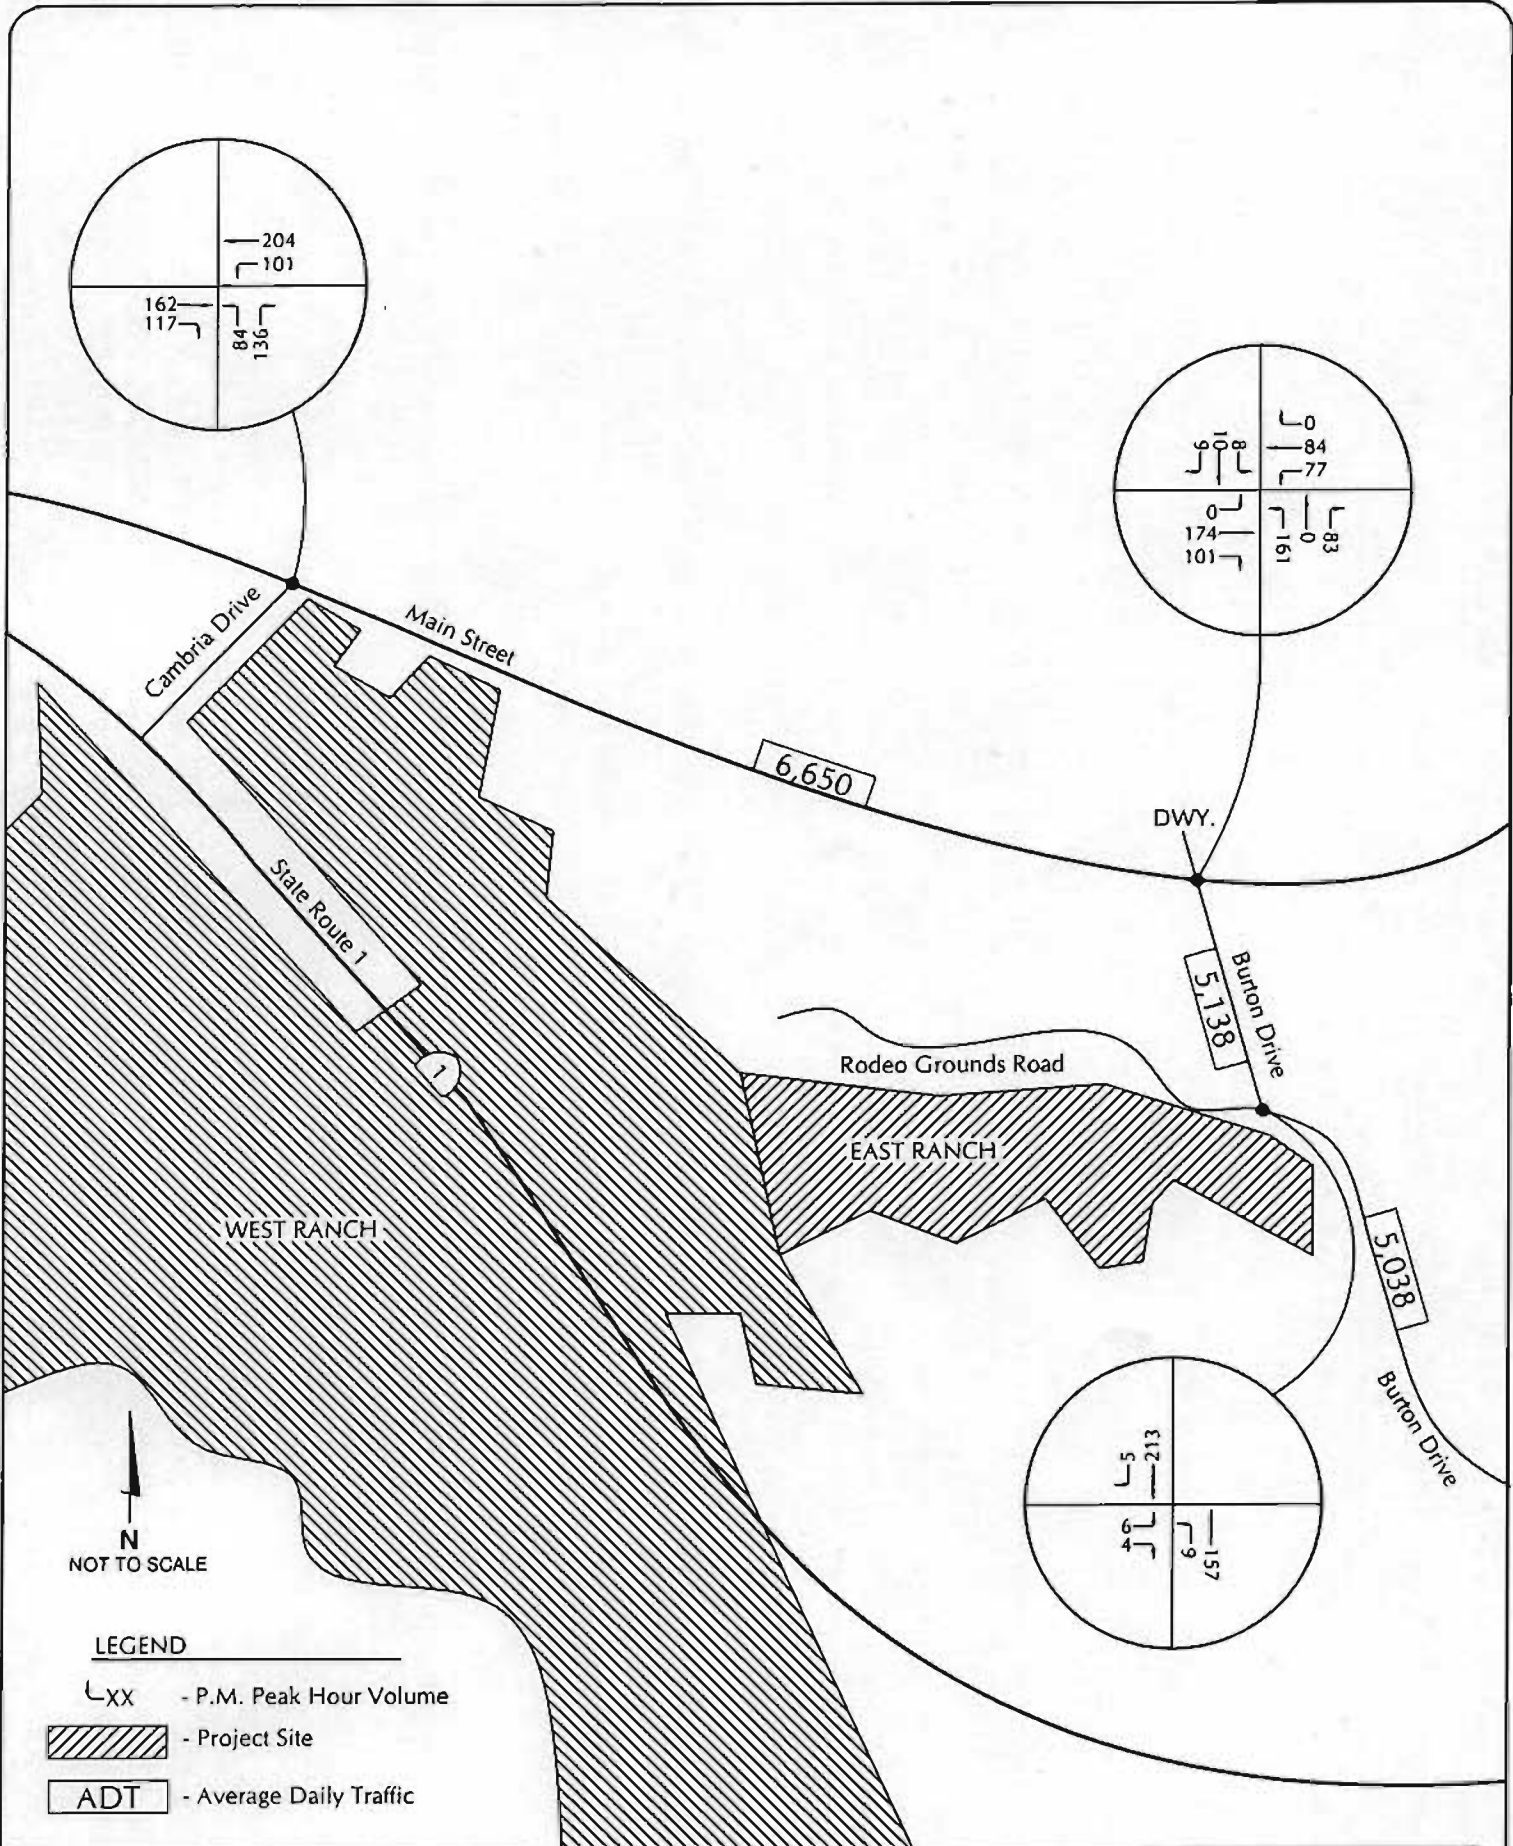 204
101
162
117
84
136
0
84
77
9
10
8
0
174
101
161
0
83
Cambria Drive
Main Street
6,650
DWY.
State Route 1
5,138
Burton Drive
1
Rodeo Grounds Road
EAST RANCH
WEST RANCH
5,038
Burton Drive
5
213
6
4
9
157
N
NOT TO SCALE
LEGEND
XX - P.M. Peak Hour Volume
- Project Site
ADT - Average Daily Traffic